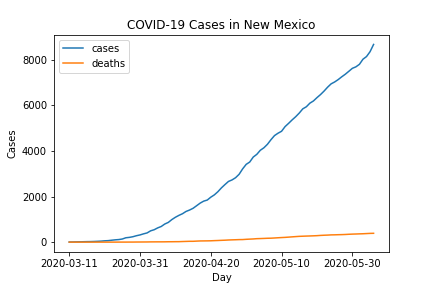 COVID-19 Cases in New Mexico
cases
deaths
8000
6000
4000
2000
0
Cases
2020-03-11 2020-03-31 2020-04-20 2020-05-10 2020-05-30
Day